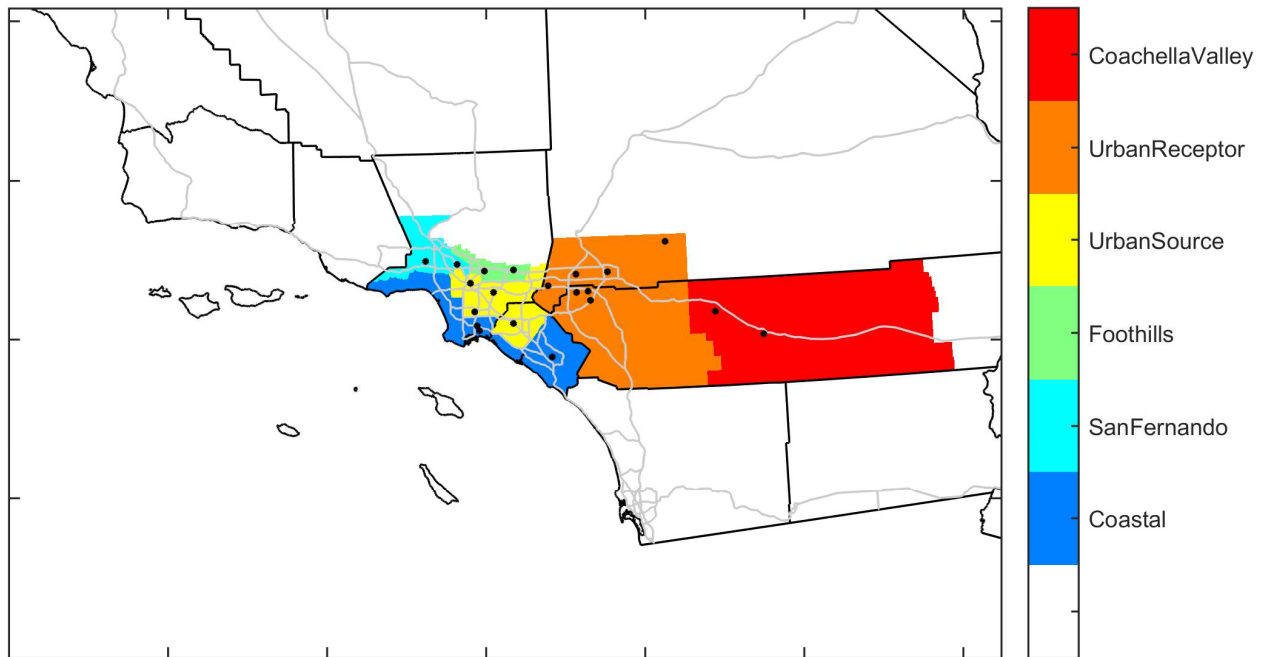 CoachellaValley
UrbanReceptor
UrbanSource
Foothills
SanFernando
Coastal